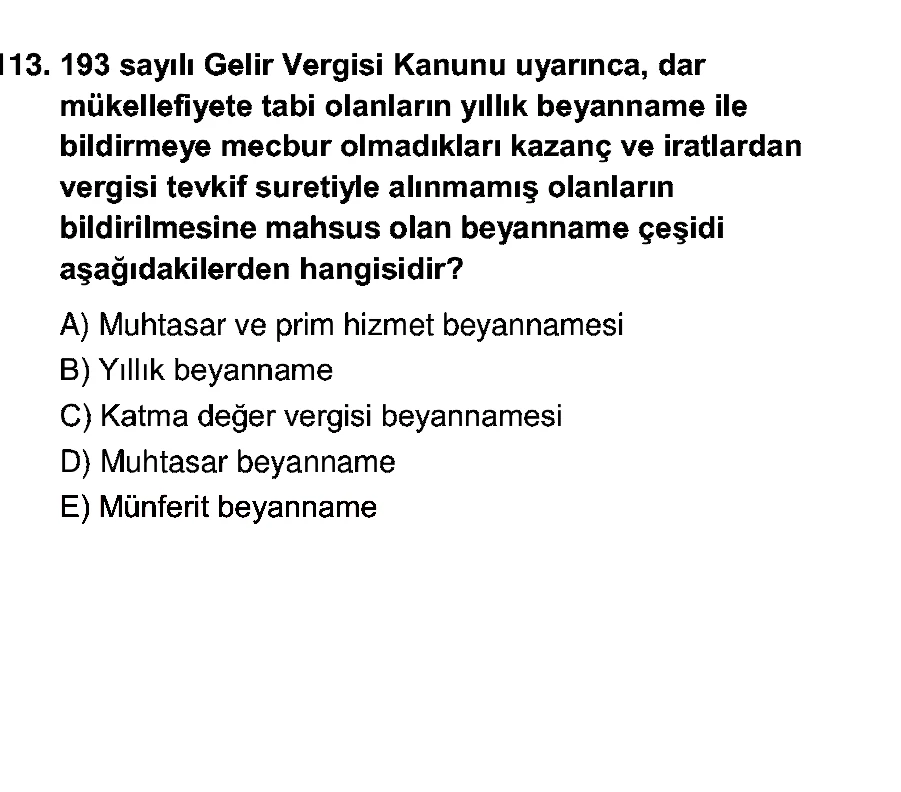 113. 193 sayılı Gelir Vergisi Kanunu uyarınca, dar
mükellefiyete tabi olanların yıllık beyanname ile
bildirmeye mecbur olmadıkları kazanç ve iratlardan
vergisi tevkif suretiyle alınmamış olanların
bildirilmesine mahsus olan beyanname çeşidi
aşağıdakilerden hangisidir?
A) Muhtasar ve prim hizmet beyannamesi
B) Yıllık beyanname
C) Katma değer vergisi beyannamesi
D) Muhtasar beyanname
E) Münferit beyanname